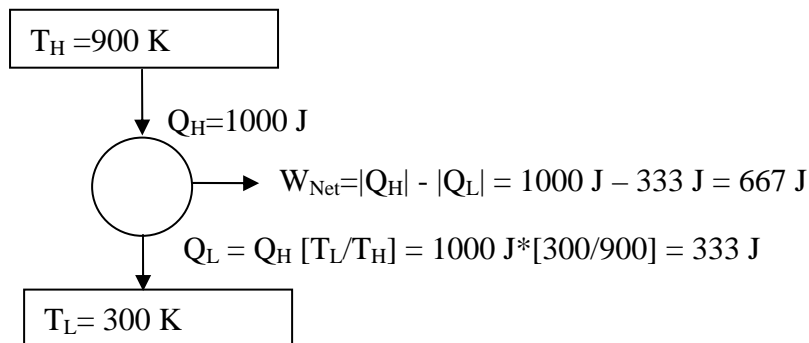 T_H =900 K
Q_H=1000 J
W_Net=|Q_H| - |Q_L| = 1000 J – 333 J = 667 J
Q_L = Q_H [T_L/T_H] = 1000 J*[300/900] = 333 J
T_L= 300 K